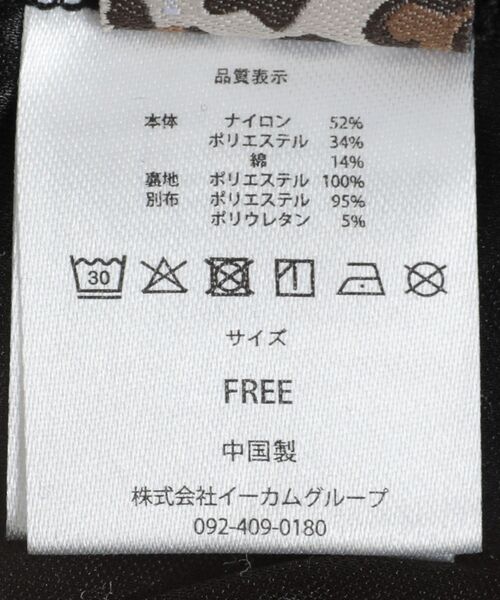 品質表示
本体 ナイロン 52%
ポリエステル 34%
綿 14%
裏地 ポリエステル 100%
別布 ポリエステル 95%
ポリウレタン 5%
30
サイズ
FREE
中国製
株式会社イーカムグループ
092-409-0180